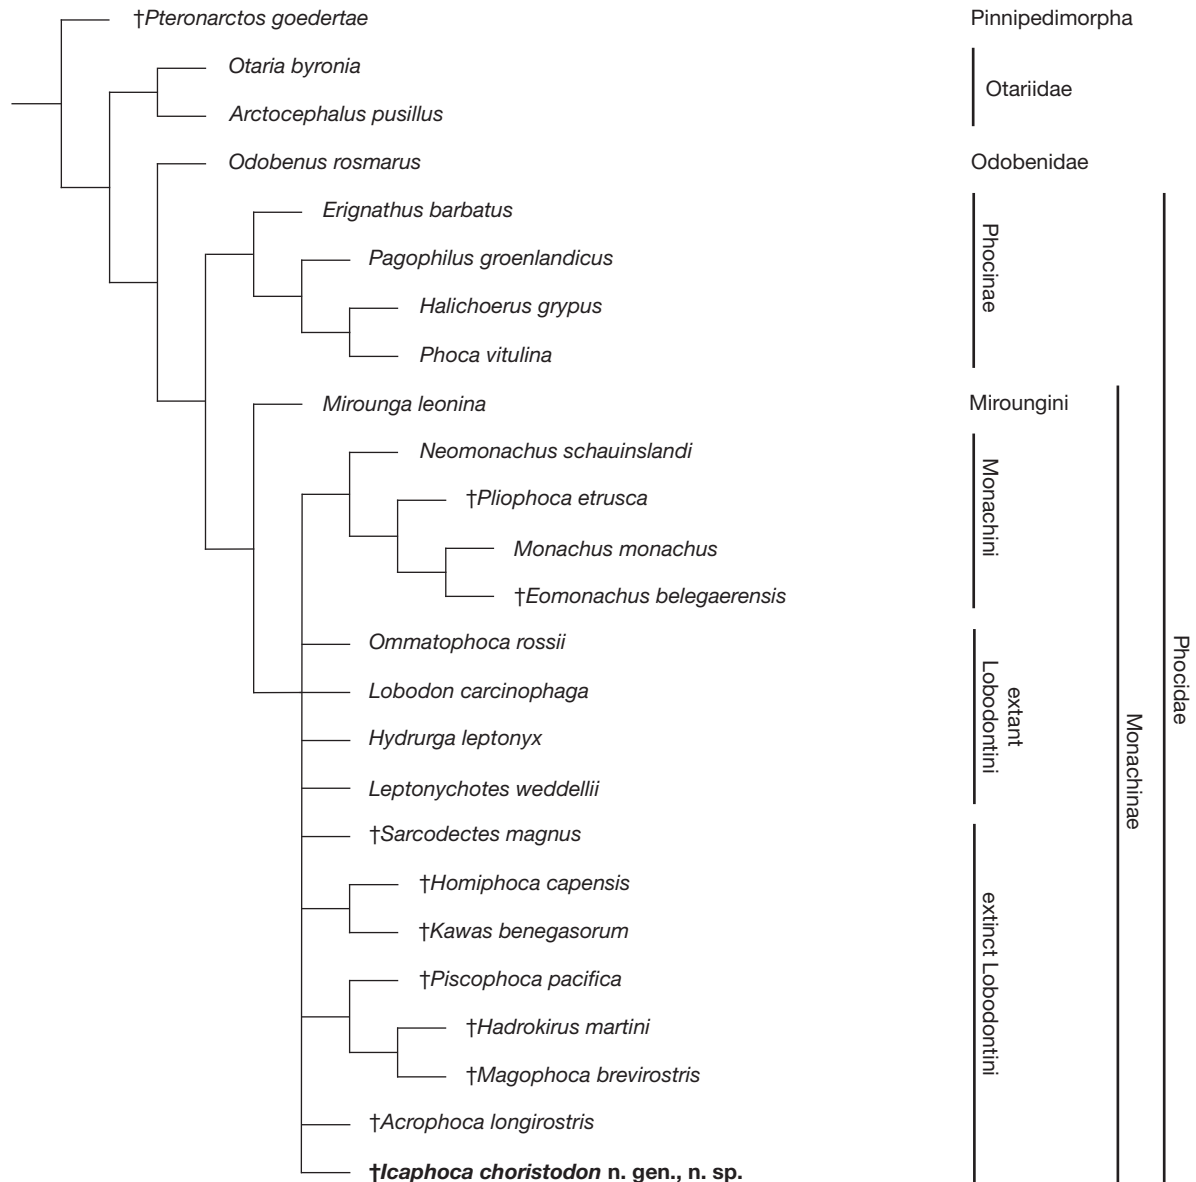 †Pteronarctos goedertae
Pinnipedimorpha
Otaria byronia
Arctocephalus pusillus
Otariidae
Odobenus rosmarus
Odobenidae
Erignathus barbatus
Pagophilus groenlandicus
Halichoerus grypus
Phoca vitulina
Phocinae
Mirounga leonina
Miroungini
Neomonachus schauinslandi
†Pliophoca etrusca
Monachus monachus
†Eomonachus belegaerensis
Monachini
Ommatophoca rossii
Lobodon carcinophaga
Hydrurga leptonyx
Leptonychotes weddellii
extant
Lobodontini
†Sarcodectes magnus
†Homiphoca capensis
†Kawas benegasorum
†Piscophoca pacifica
†Hadrokirus martini
†Magophoca brevirostris
†Acrophoca longirostris
†Icaphoca choristodon n. gen., n. sp.
extinct Lobodontini
Monachinae
Phocidae